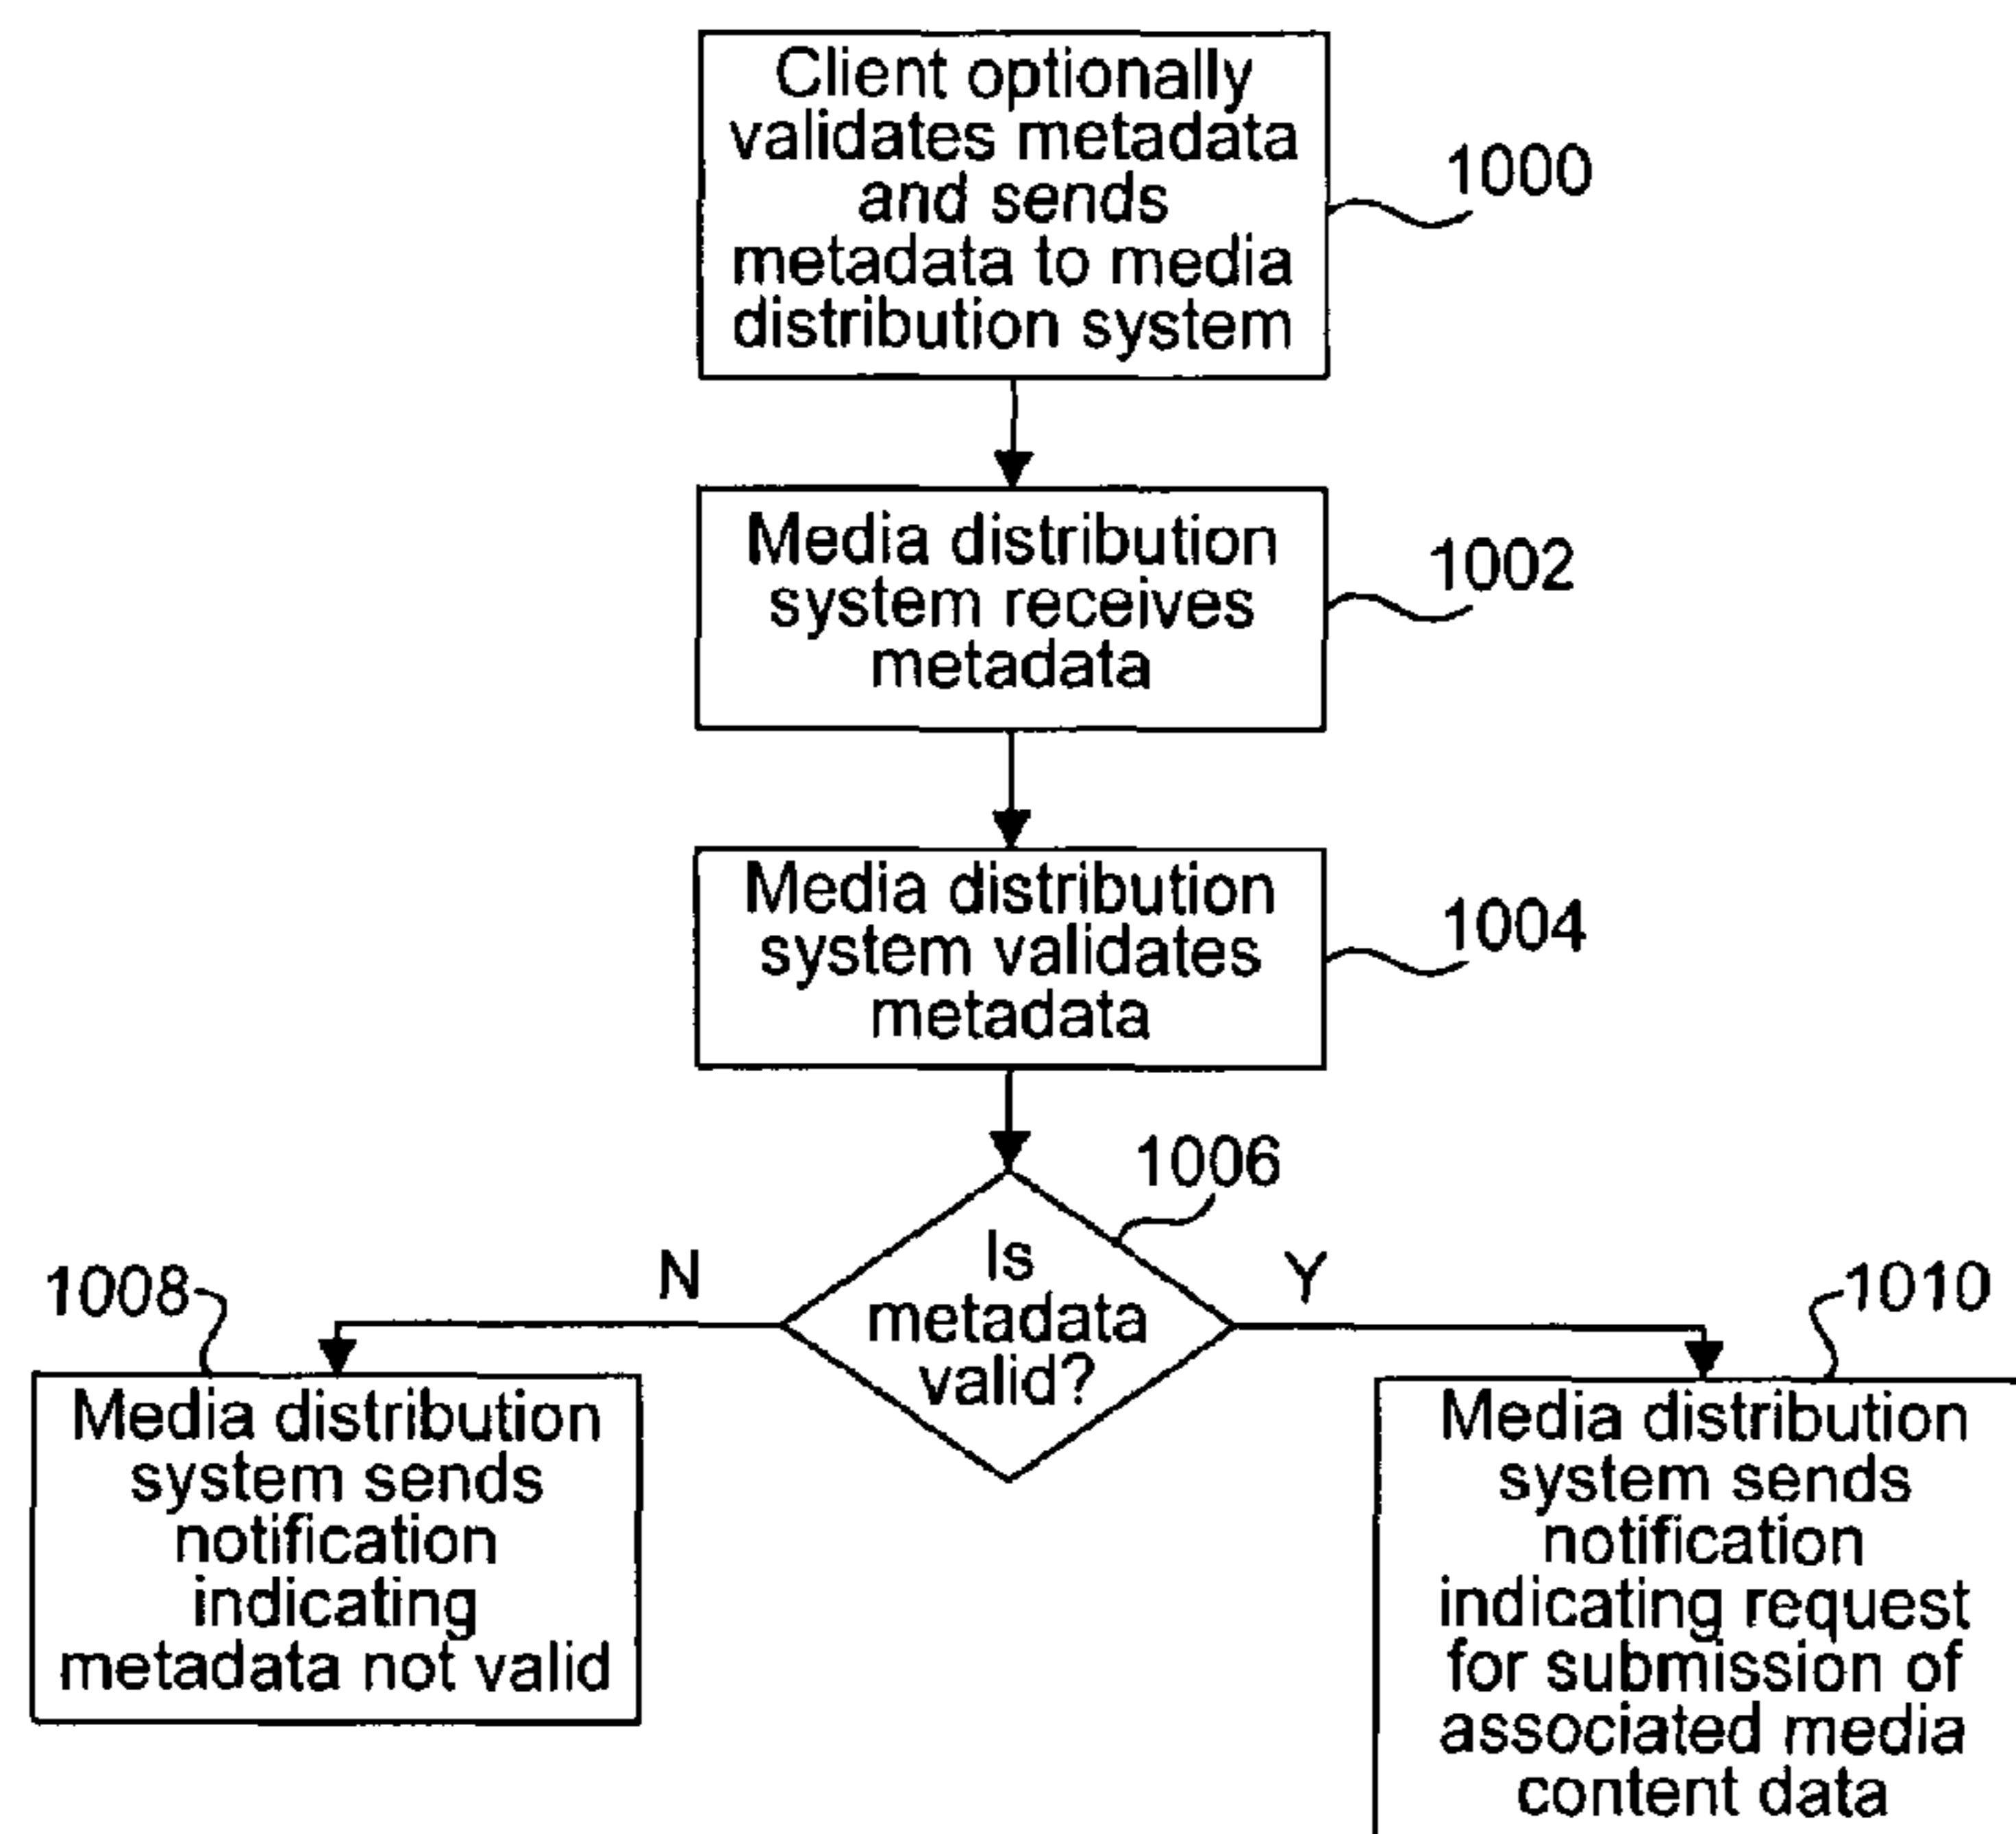 Client optionally
validates metadata
and sends
metadata to media
distribution system
1000
Media distribution
system receives
metadata
1002
Media distribution
system validates
metadata
1004
1006
Is
metadata
valid?
N
Y
1008
Media distribution
system sends
notification
indicating
metadata not valid
1010
Media distribution
system sends
notification
indicating request
for submission of
associated media
content data